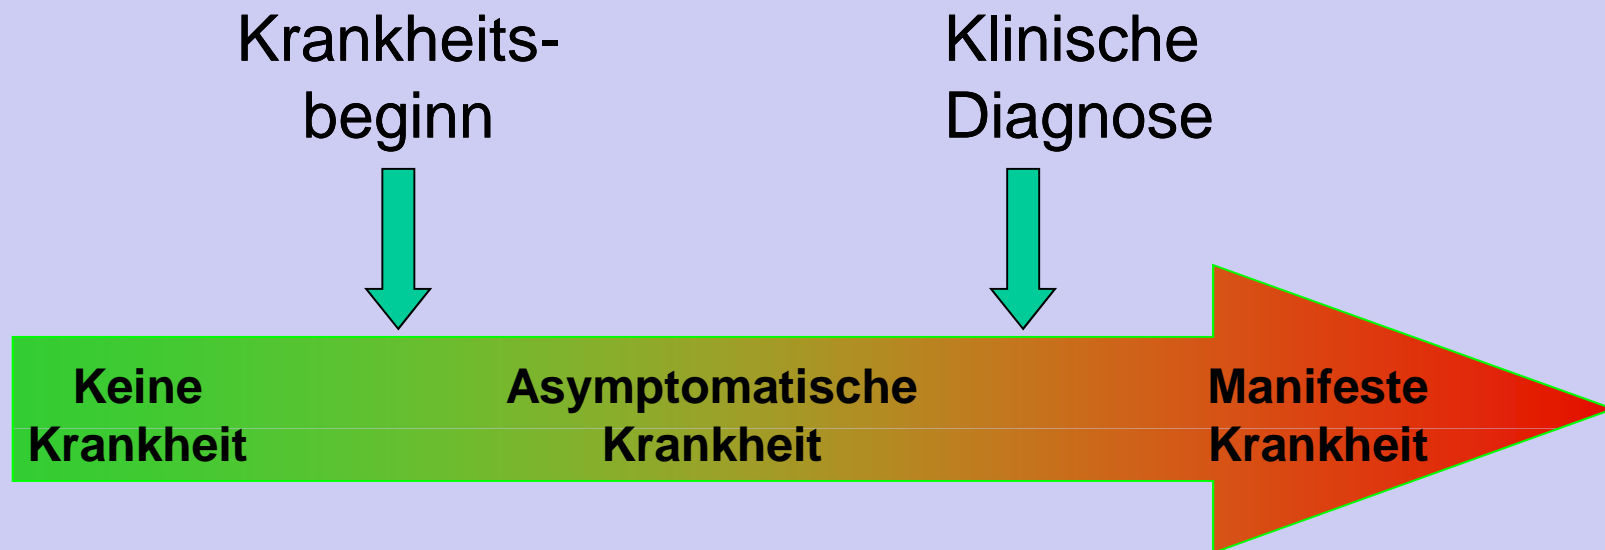 Krankheits-
beginn
Klinische
Diagnose
Keine
Krankheit
Asymptomatische
Krankheit
Manifeste
Krankheit